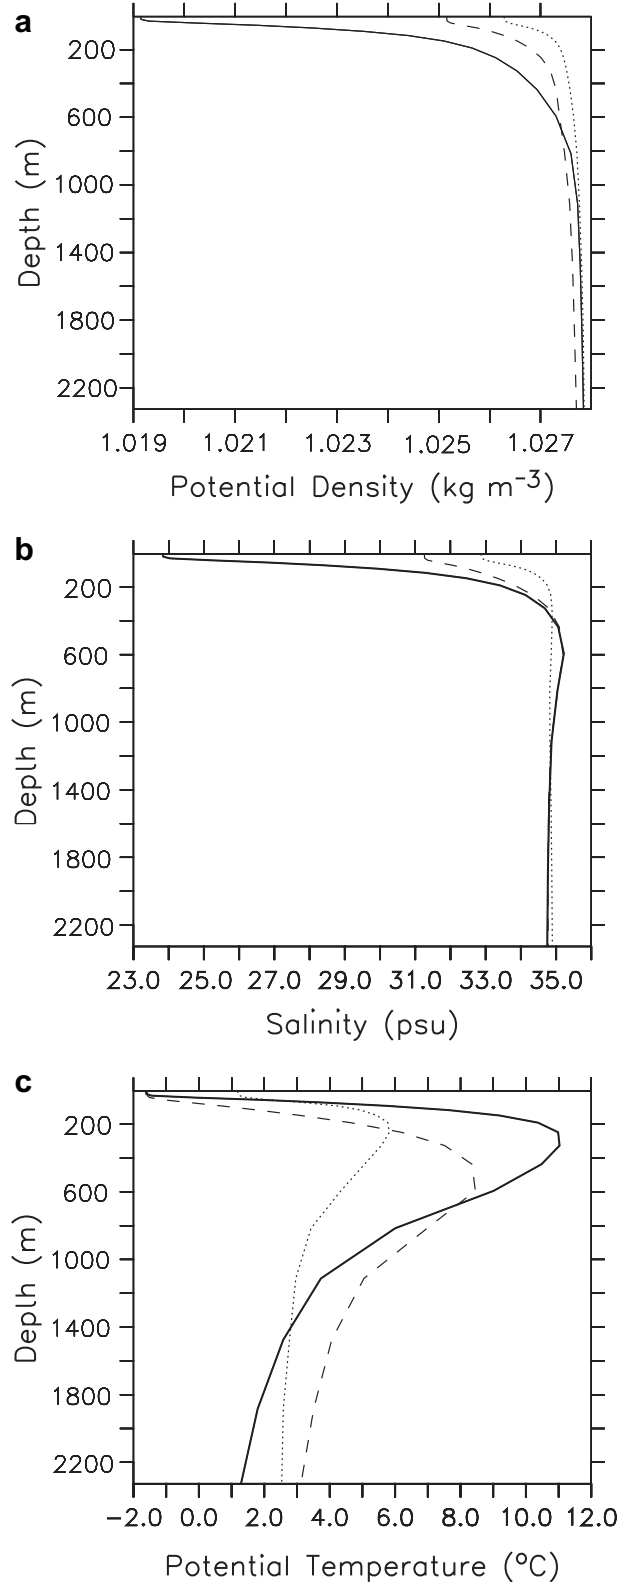 a
200
600
1000
1400
1800
2200
Depth (m)
1.019 1.021 1.023 1.025 1.027
Potential Density (kg m−3)
b
200
600
1000
1400
1800
2200
Depth (m)
23.0 25.0 27.0 29.0 31.0 33.0 35.0
Salinity (psu)
c
200
600
1000
1400
1800
2200
Depth (m)
−2.0 0.0 2.0 4.0 6.0 8.0 10.0 12.0
Potential Temperature (°C)